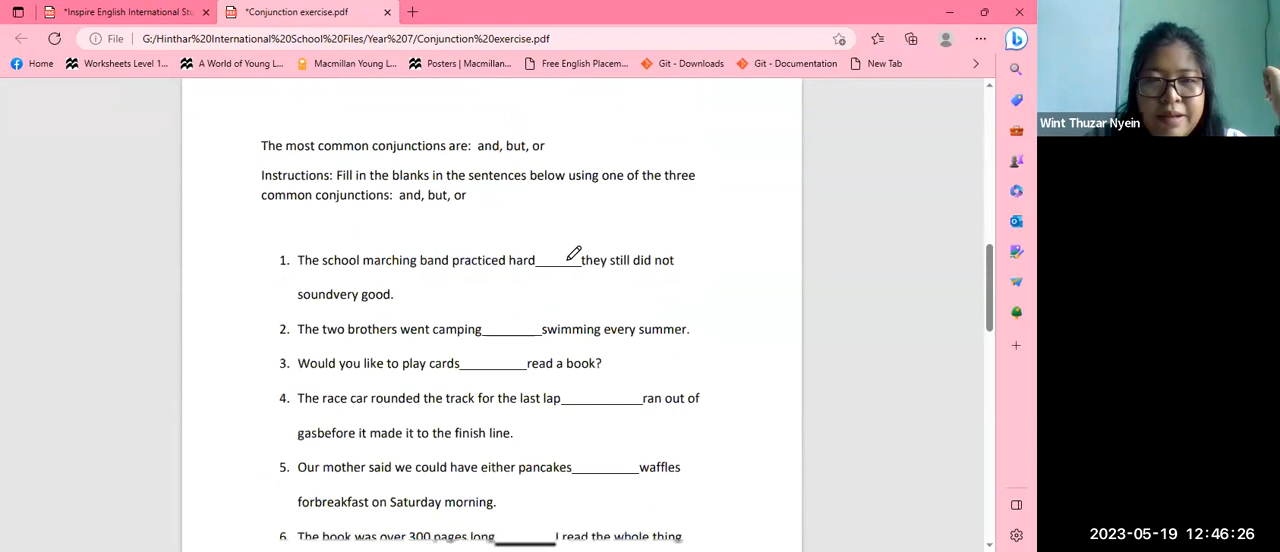 *Inspire English International Stu
*Conjunction exercise.pdf
File
G:/Hinthar%20International%20School%20Files/Year%207/Conjunction%20exercise.pdf
Home
Worksheets Level 1...
A World of Young L...
Macmillan Young L...
Posters | Macmillan...
Free English Placem...
Git - Downloads
Git - Documentation
New Tab
Wint Thuzar Nyein
The most common conjunctions are: and, but, or
Instructions: Fill in the blanks in the sentences below using one of the three
common conjunctions: and, but, or
1. The school marching band practiced hard______they still did not
soundvery good.
2. The two brothers went camping________swimming every summer.
3. Would you like to play cards_________read a book?
4. The race car rounded the track for the last lap___________ran out of
gasbefore it made it to the finish line.
5. Our mother said we could have either pancakes_________waffles
forbreakfast on Saturday morning.
6. The book was over 300 pages long________I read the whole thing
2023-05-19 12:46:26